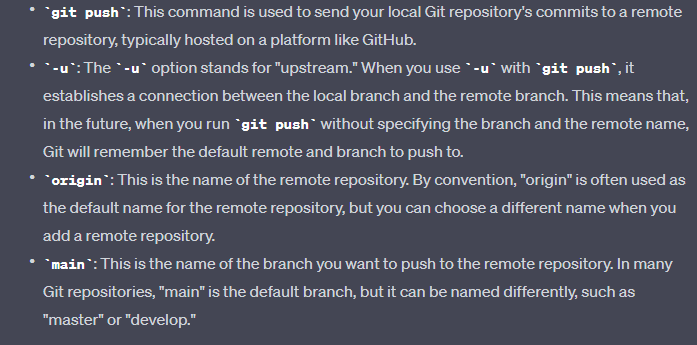 • `git push`: This command is used to send your local Git repository's commits to a remote
repository, typically hosted on a platform like GitHub.
• `-u`: The `-u` option stands for "upstream." When you use `-u` with `git push`, it
establishes a connection between the local branch and the remote branch. This means that,
in the future, when you run `git push` without specifying the branch and the remote name,
Git will remember the default remote and branch to push to.
• `origin`: This is the name of the remote repository. By convention, "origin" is often used as
the default name for the remote repository, but you can choose a different name when you
add a remote repository.
• `main`: This is the name of the branch you want to push to the remote repository. In many
Git repositories, "main" is the default branch, but it can be named differently, such as
"master" or "develop."